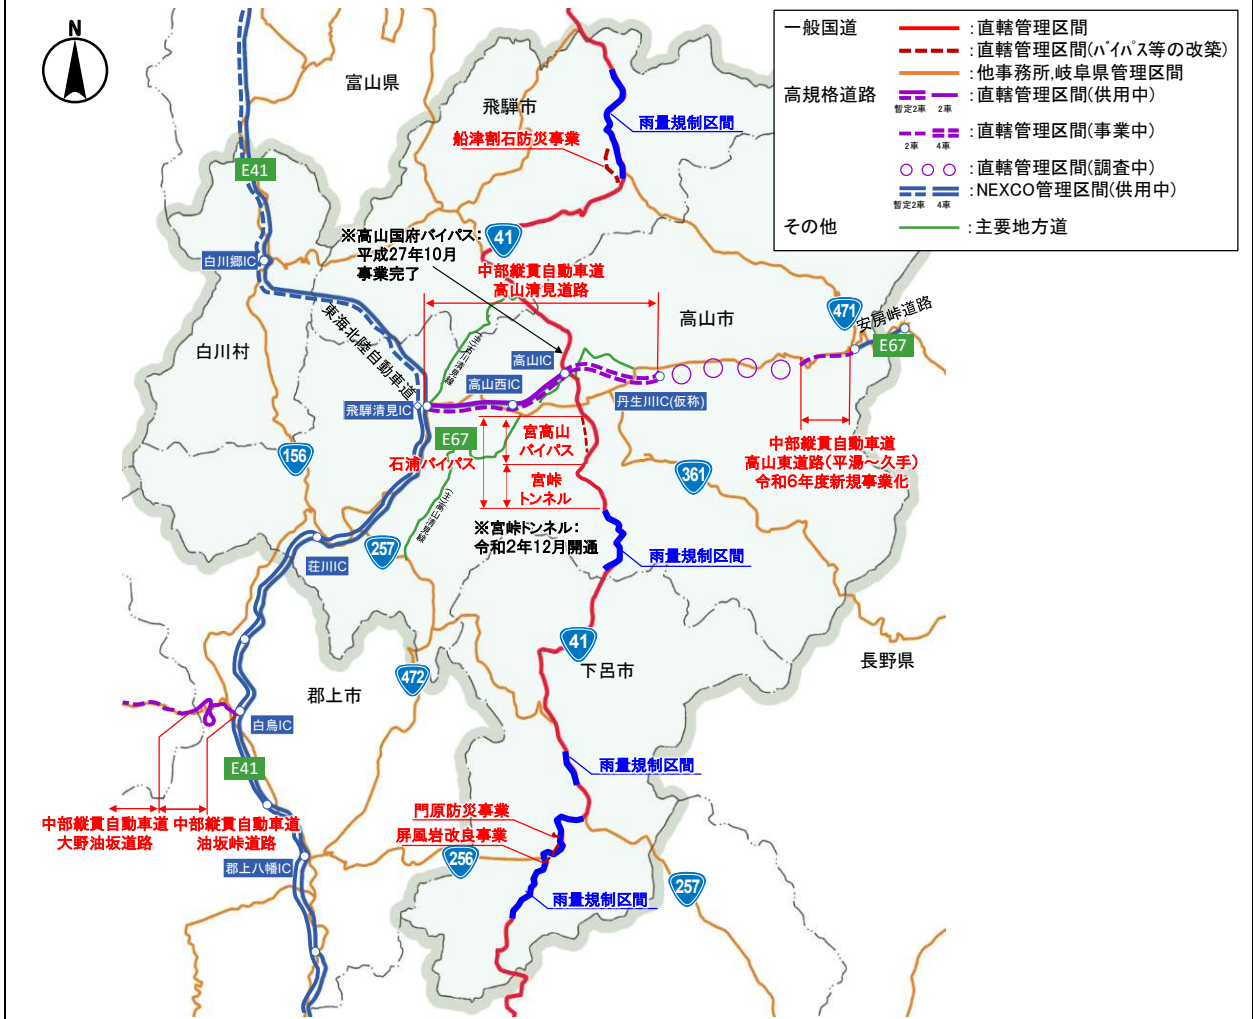 N
一般国道
:直轄管理区間
:直轄管理区間(ﾊﾞｲﾊﾟｽ等の改築)
:他事務所,岐阜県管理区間
高規格道路
:直轄管理区間(供用中)
暫定2車 2車
:直轄管理区間(事業中)
2車 4車
:直轄管理区間(調査中)
:NEXCO管理区間(供用中)
暫定2車 4車
その他
:主要地方道
富山県
飛騨市
雨量規制区間
船津割石防災事業
E41
41
※高山国府バイパス:
平成27年10月
事業完了
白川郷IC
中部縦貫自動車道
高山清見道路
東海北陸自動車道
白川村
(主)古川清見線
高山市
471
安房峠道路
E67
高山IC
高山西IC
飛騨清見IC
丹生川IC(仮称)
E67
石浦バイパス
宮高山
バイパス
宮峠
トンネル
中部縦貫自動車道
高山東道路(平湯～久手)
令和6年度新規事業化
156
361
(主)高山清見線
※宮峠トンネル:
令和2年12月開通
257
荘川IC
雨量規制区間
41
下呂市
長野県
472
郡上市
白鳥IC
E41
雨量規制区間
中部縦貫自動車道
大野油坂道路
中部縦貫自動車道
油坂峠道路
門原防災事業
屏風岩改良事業
郡上八幡IC
256
257
雨量規制区間